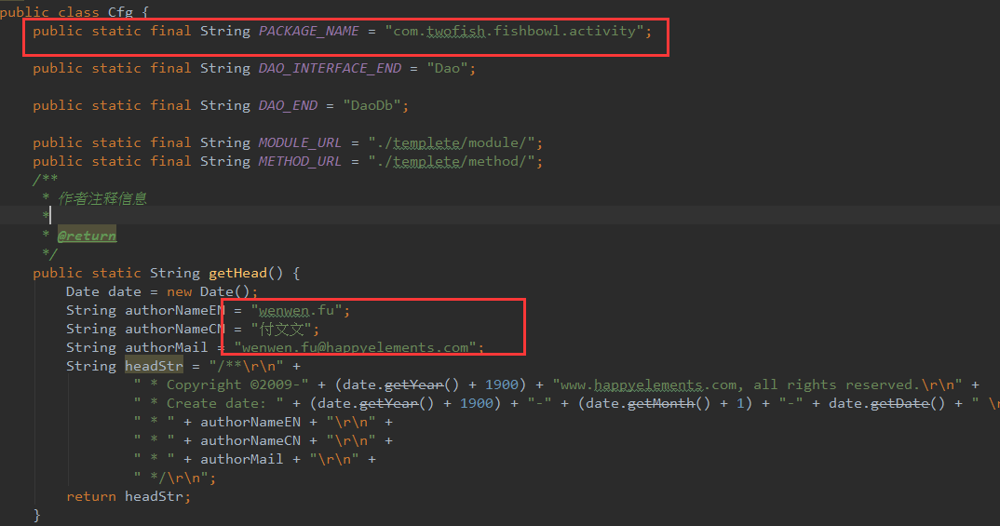 public class Cfg {
public static final String PACKAGE_NAME = "com.twofish.fishbowl.activity";
public static final String DAO_INTERFACE_END = "Dao";
public static final String DAO_END = "DaoDb";
public static final String MODULE_URL = "./templete/module/";
public static final String METHOD_URL = "./templete/method/";
/**
* 作者注释信息
*
* @return
*/
public static String getHead() {
Date date = new Date();
String authorNameEN = "wenwen.fu";
String authorNameCN = "付文文";
String authorMail = "wenwen.fu@happyelements.com";
String headStr = "/**\r\n" +
" * Copyright ©2009-" + (date.getYear() + 1900) + "www.happyelements.com, all rights reserved.\r\n" +
" * Create date: " + (date.getYear() + 1900) + "-" + (date.getMonth() + 1) + "-" + date.getDate() + " \
" * " + authorNameEN + "\r\n" +
" * " + authorNameCN + "\r\n" +
" * " + authorMail + "\r\n" +
" */\r\n";
return headStr;
}